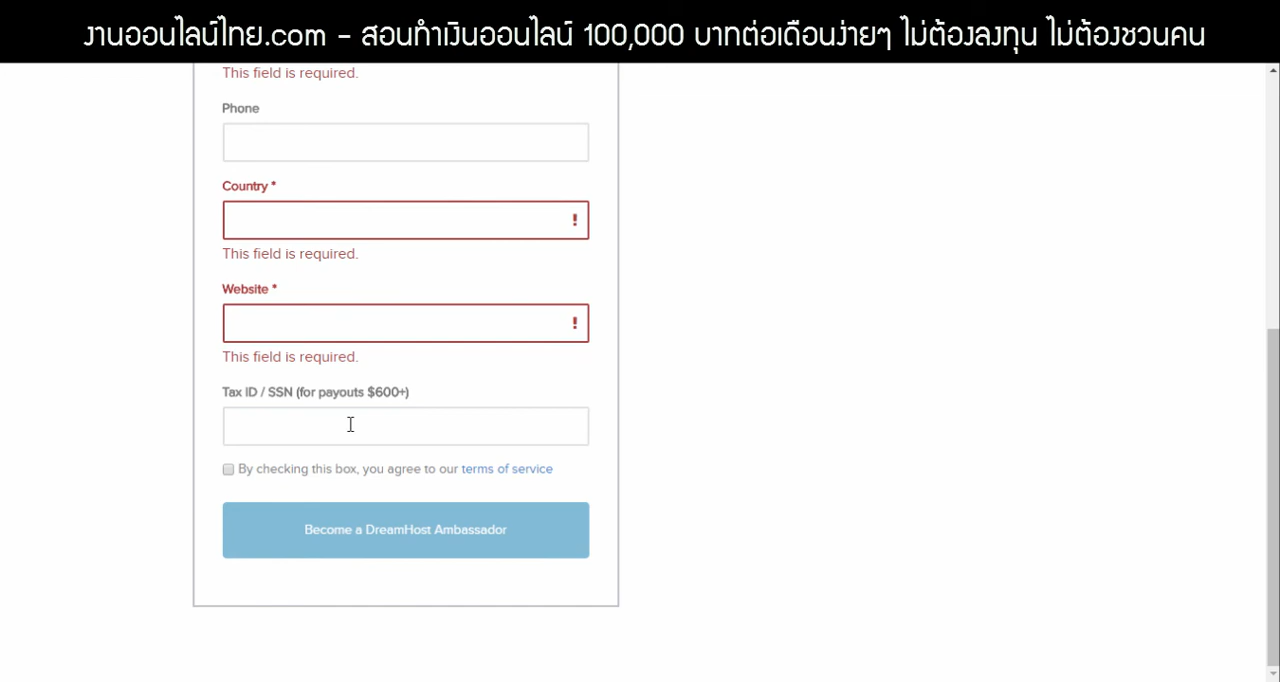 งานออนไลน์ไทย.com - สอนทำเงินออนไลน์ 100,000 บาทต่อเดือนง่ายๆ ไม่ต้องลงทุน ไม่ต้องชวนคน
This field is required.
Phone
Country *
!
This field is required.
Website *
!
This field is required.
Tax ID / SSN (for payouts $600+)
By checking this box, you agree to our terms of service
Become a DreamHost Ambassador